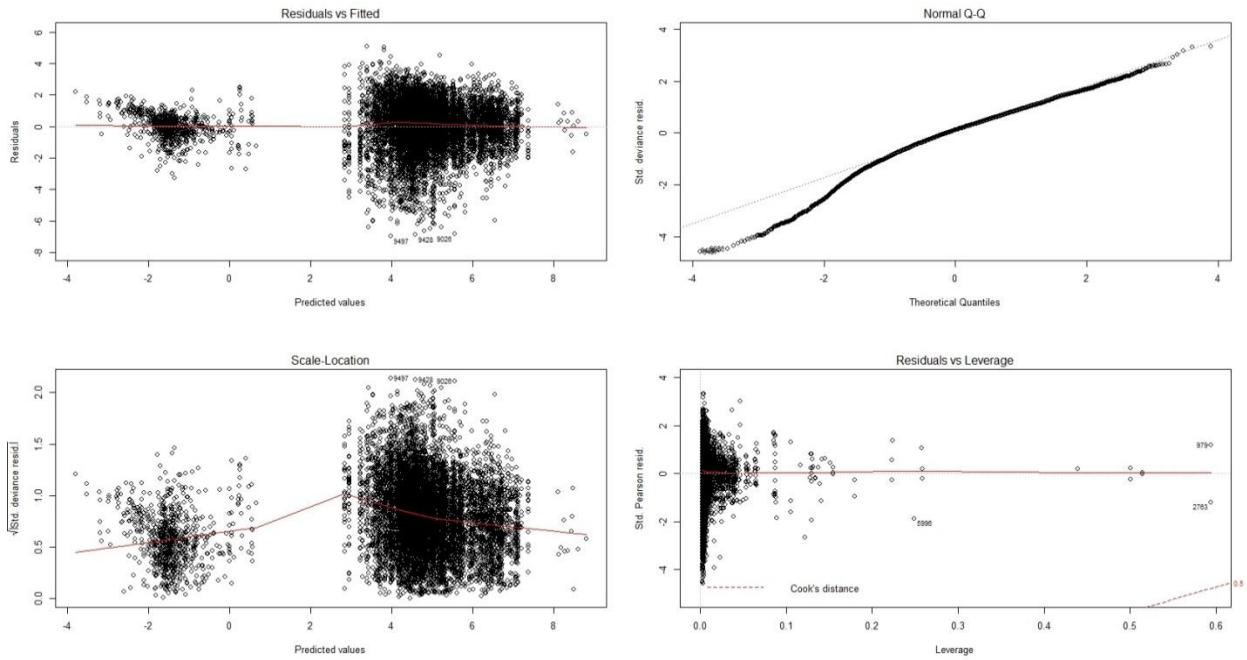 Residuals vs Fitted
Residuals
6
4
2
0
-2
-4
-6
-8
9497 9428 9026
-4 -2 0 2 4 6 8
Predicted values
Normal Q-Q
Std. deviance resid.
4
2
0
-2
-4
-4 -2 0 2 4
Theoretical Quantiles
Scale-Location
√|Std. deviance resid.|
2.0
1.5
1.0
0.5
0.0
9497 9428 9026
-4 -2 0 2 4 6 8
Predicted values
Residuals vs Leverage
Std. Pearson resid.
4
2
0
-2
-4
979
2763
5996
Cook's distance
0.5
0.0 0.1 0.2 0.3 0.4 0.5 0.6
Leverage